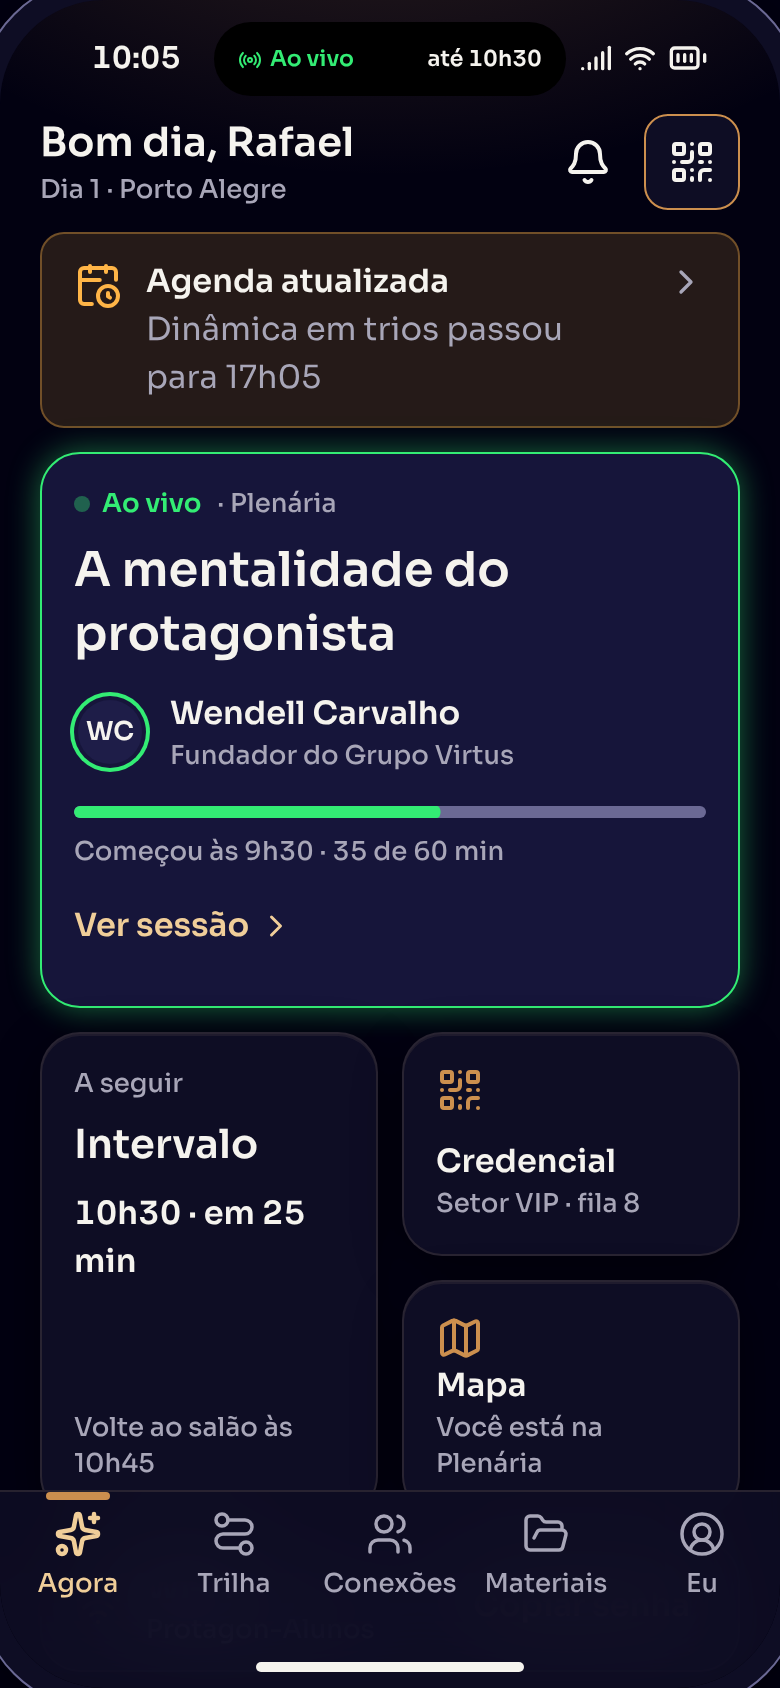 10:05
Ao vivo
até 10h30
Bom dia, Rafael
Dia 1 · Porto Alegre
Agenda atualizada
Dinâmica em trios passou
para 17h05
Ao vivo · Plenária
A mentalidade do
protagonista
WC
Wendell Carvalho
Fundador do Grupo Virtus
Começou às 9h30 · 35 de 60 min
Ver sessão
A seguir
Intervalo
10h30 · em 25
min
Volte ao salão às
10h45
Credencial
Setor VIP · fila 8
Mapa
Você está na
Plenária
Agora
Trilha
Conexões
Materiais
Eu